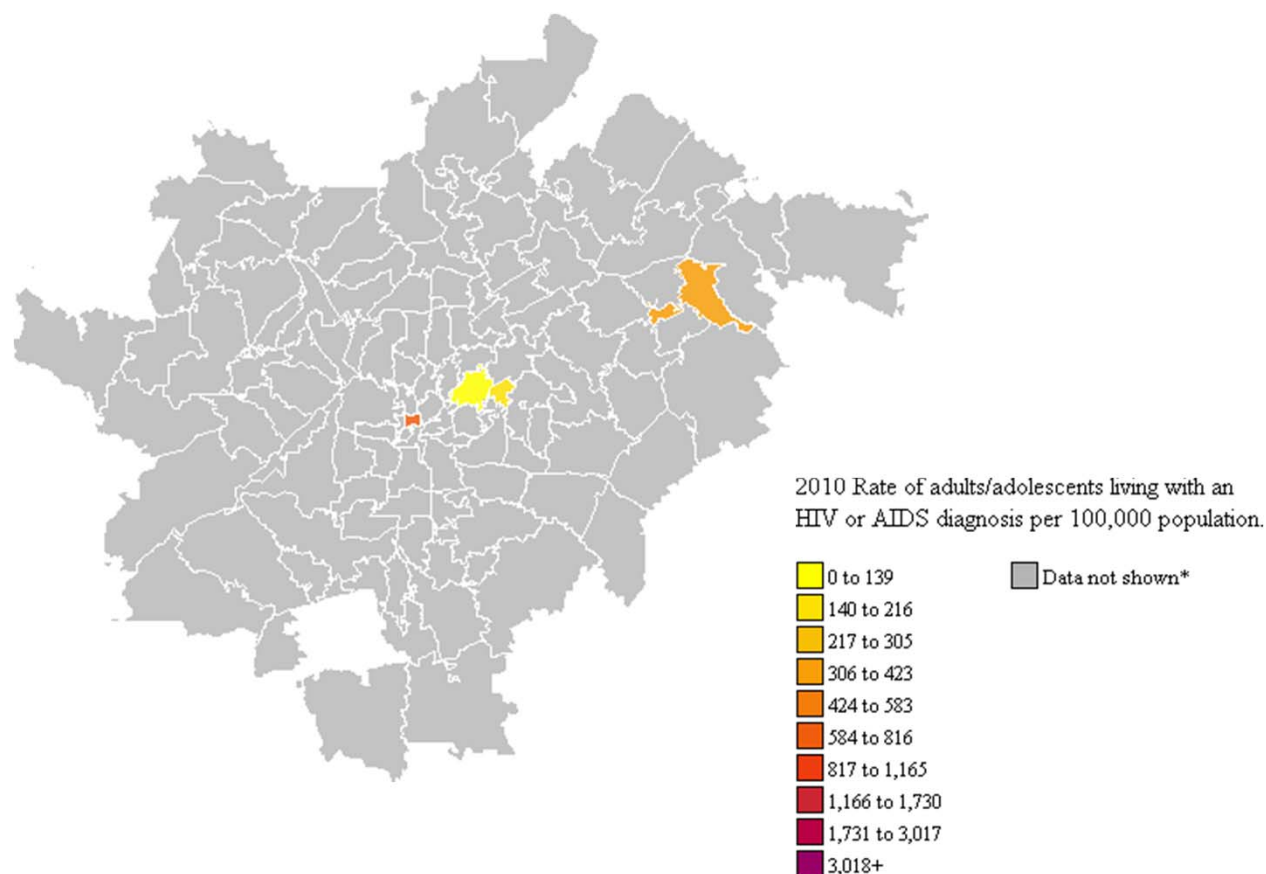 2010 Rate of adults/adolescents living with an
HIV or AIDS diagnosis per 100,000 population.
0 to 139
140 to 216
217 to 305
306 to 423
424 to 583
584 to 816
817 to 1,165
1,166 to 1,730
1,731 to 3,017
3,018+
Data not shown*